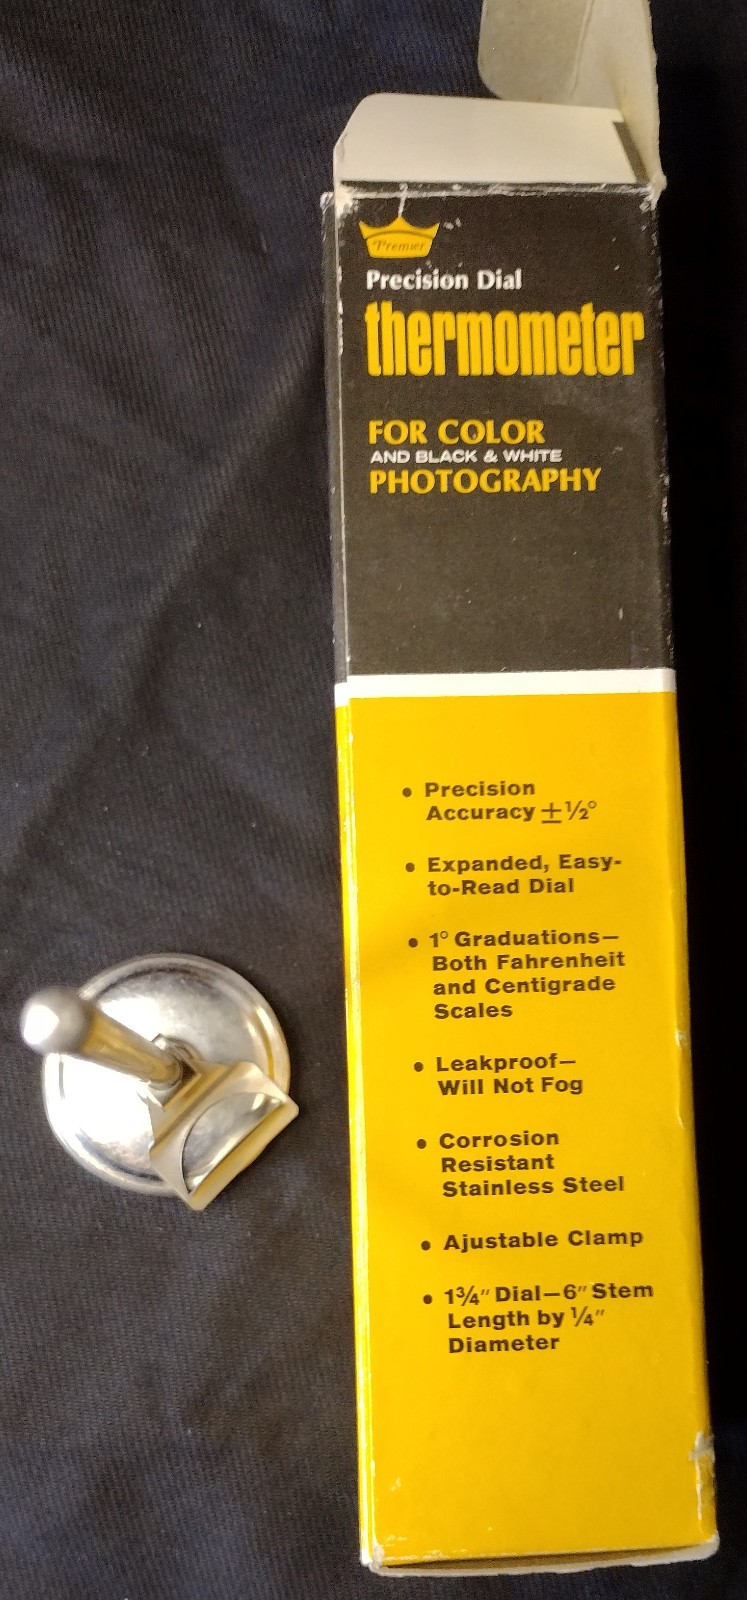 Premier
Precision Dial
thermometer
FOR COLOR
AND BLACK & WHITE
PHOTOGRAPHY
• Precision
Accuracy ±½°
• Expanded, Easy-
to-Read Dial
• 1° Graduations—
Both Fahrenheit
and Centigrade
Scales
• Leakproof—
Will Not Fog
• Corrosion
Resistant
Stainless Steel
• Ajustable Clamp
• 1¾" Dial—6" Stem
Length by ¼"
Diameter